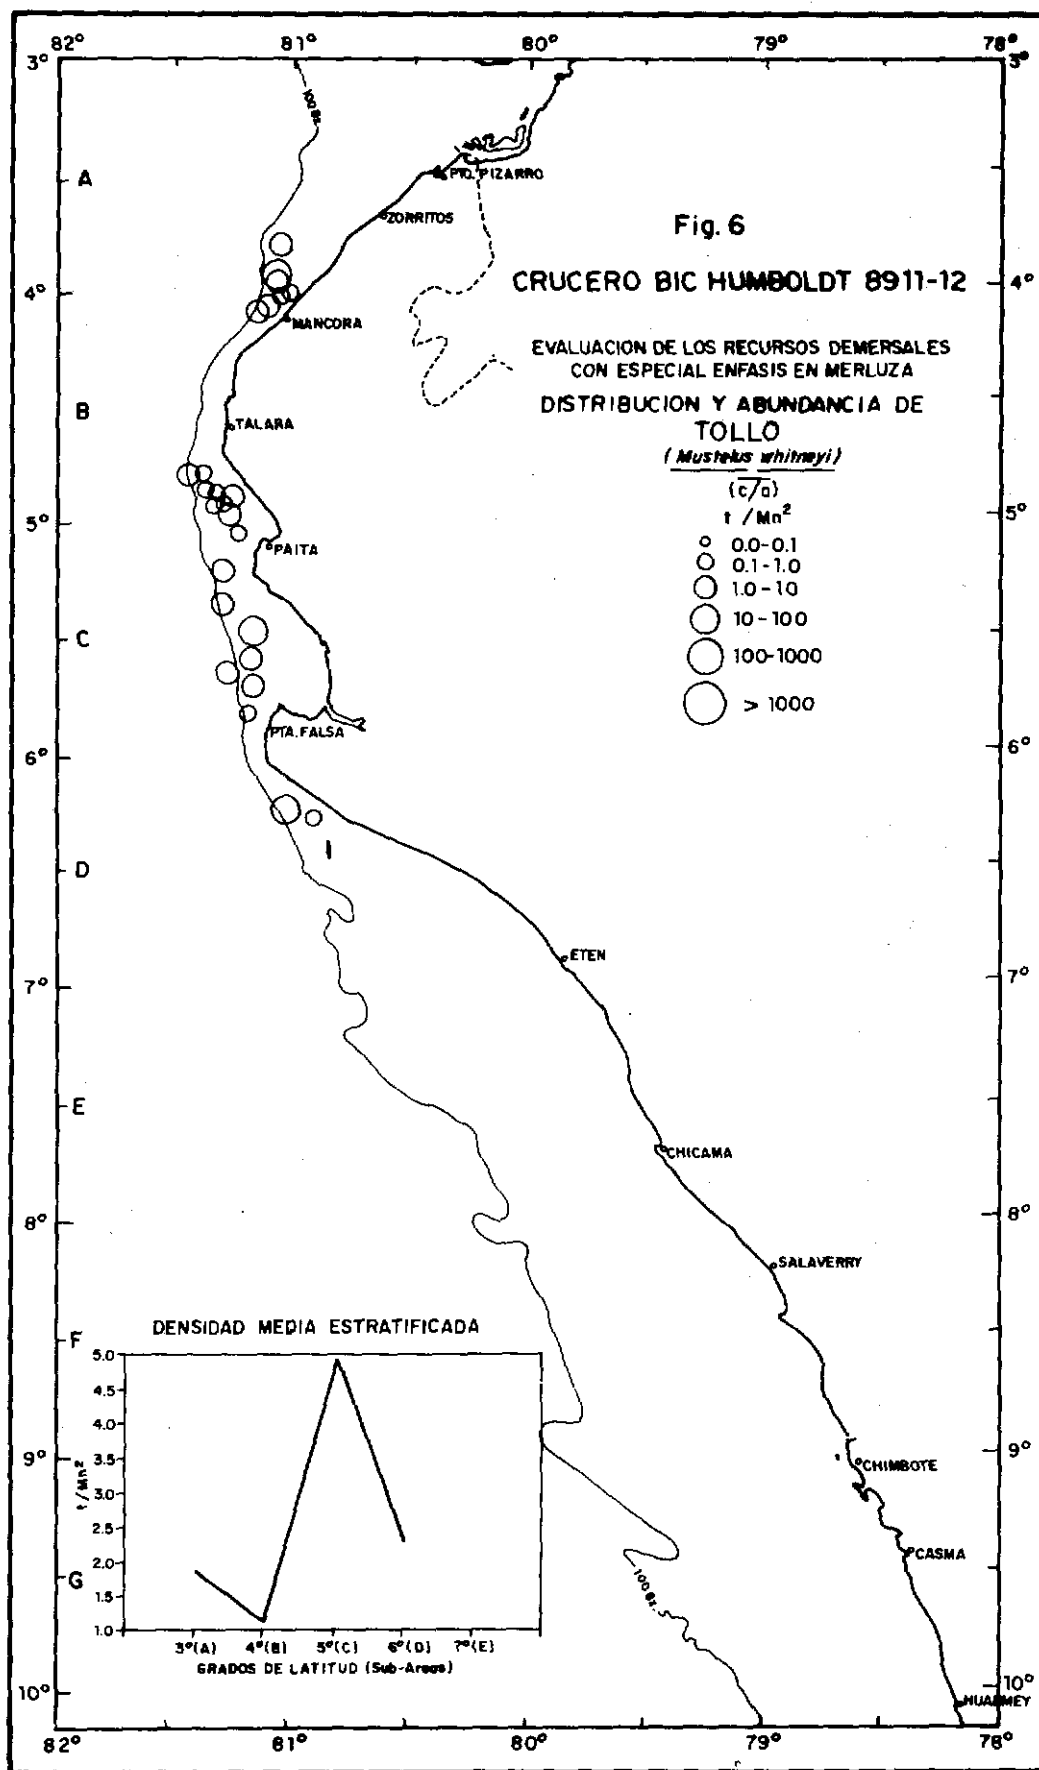 82° 81° 80° 79° 78°
3° 3°
100 Bz.
A
PTO. PIZARRO
ZORRITOS
Fig. 6
4° CRUCERO BIC HUMBOLDT 8911-12 4°
MANCORA
EVALUACION DE LOS RECURSOS DEMERSALES
CON ESPECIAL ENFASIS EN MERLUZA
B
DISTRIBUCION Y ABUNDANCIA DE
TOLLO
TALARA
(Mustelus whitneyi)
(c/a)
t / Mn²
5° 5°
PAITA
0.0-0.1
0.1-1.0
1.0-10
10-100
100-1000
> 1000
C
PTA. FALSA
6° 6°
D
ETEN
7° 7°
E
CHICAMA
8° 8°
SALAVERRY
F
DENSIDAD MEDIA ESTRATIFICADA
5.0
4.5
4.0
3.5
3.0
2.5
2.0
1.5
1.0
t/Mn²
3°(A) 4°(B) 5°(C) 6°(D) 7°(E)
GRADOS DE LATITUD (Sub-Areas)
9° 9°
CHIMBOTE
CASMA
G
100 Bz.
10° 10°
HUARMEY
82° 81° 80° 79° 78°